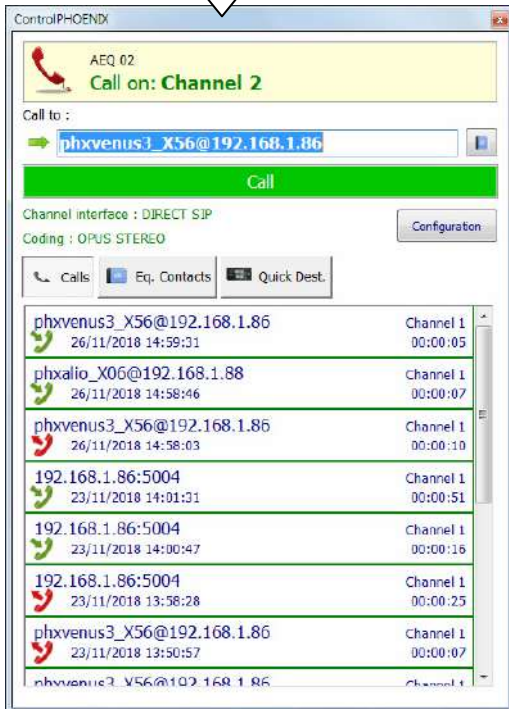 ControlPHOENIX
AEQ 02
Call on: Channel 2
Call to :
phxvenus3_X56@192.168.1.86
Call
Channel interface : DIRECT SIP
Coding : OPUS STEREO
Configuration
Calls
Eq. Contacts
Quick Dest.
phxvenus3_X56@192.168.1.86 Channel 1
26/11/2018 14:59:31 00:00:05
phxalio_X06@192.168.1.88 Channel 1
26/11/2018 14:58:46 00:00:07
phxvenus3_X56@192.168.1.86 Channel 1
26/11/2018 14:58:03 00:00:10
192.168.1.86:5004 Channel 1
23/11/2018 14:01:31 00:00:51
192.168.1.86:5004 Channel 1
23/11/2018 14:00:47 00:00:16
192.168.1.86:5004 Channel 1
23/11/2018 13:58:28 00:00:25
phxvenus3_X56@192.168.1.86 Channel 1
23/11/2018 13:50:57 00:00:07
phxvenus3_X56@192.168.1.86 Channel 1